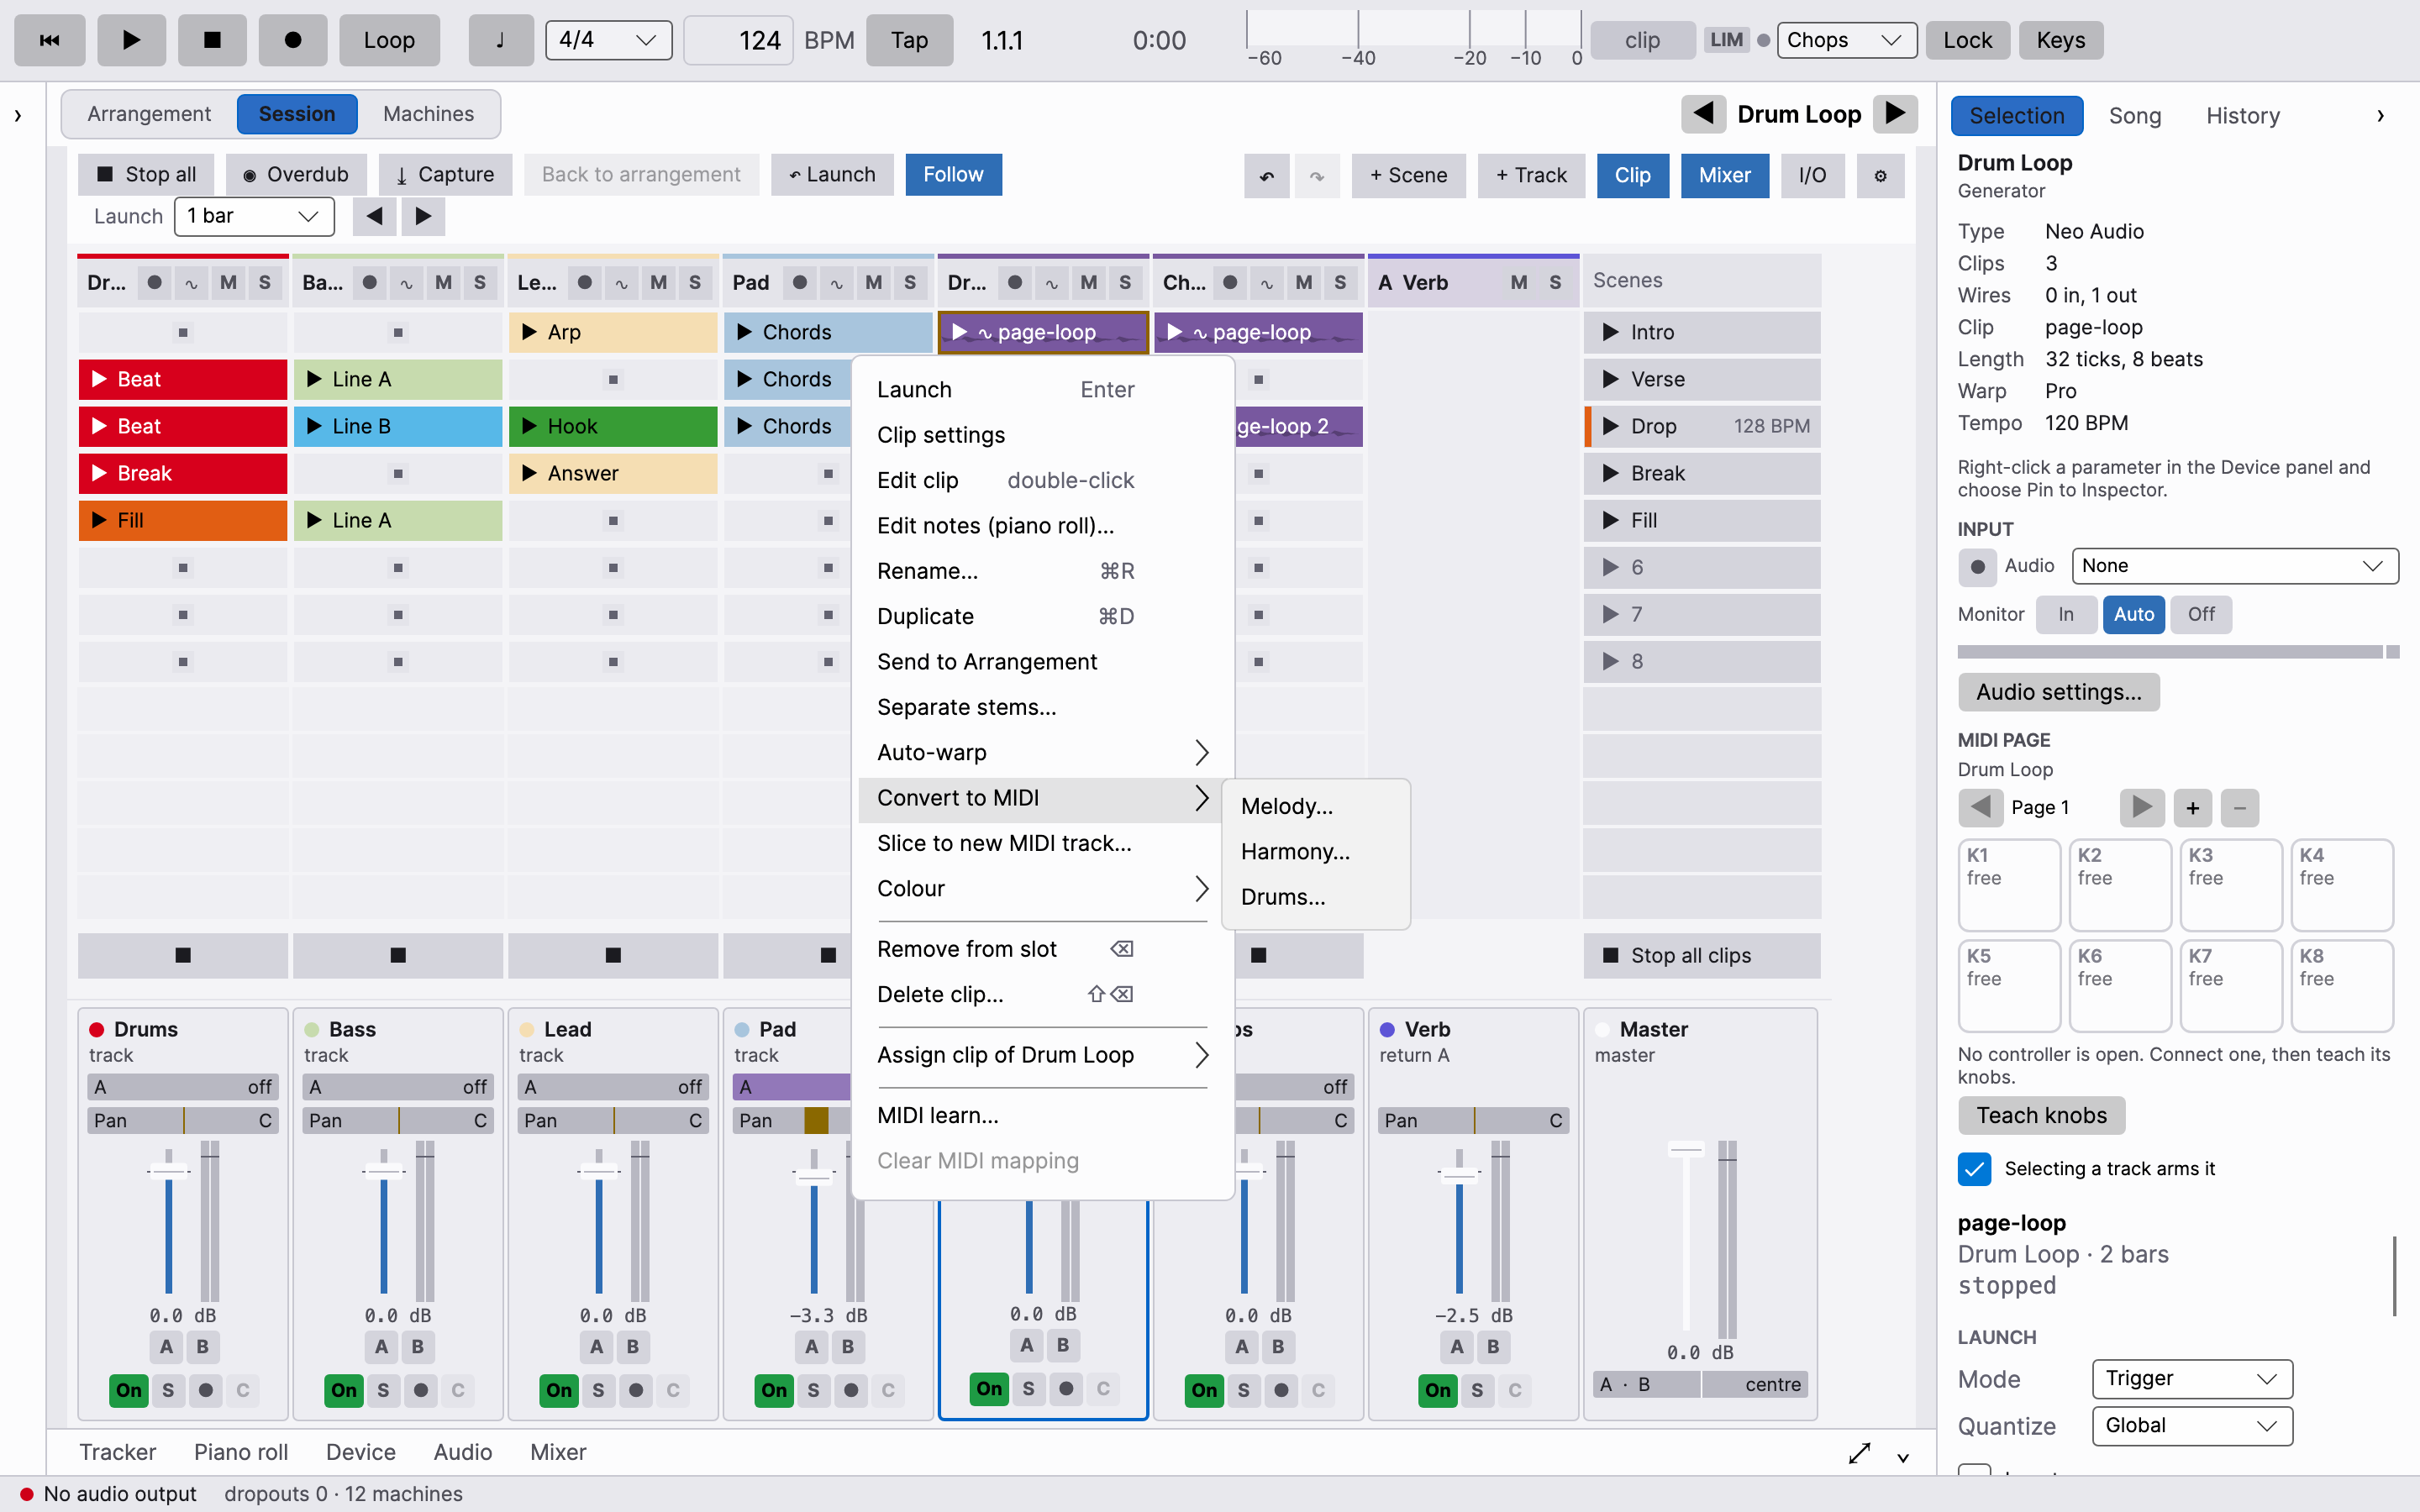 Loop
4/4
124 BPM
Tap
1.1.1
0:00
−60 −40 −20 −10 0
clip
LIM
Chops
Lock
Keys
Arrangement Session Machines
Drum Loop
Selection Song History
Stop all
Overdub
Capture
Back to arrangement
Launch
Follow
+ Scene
+ Track
Clip
Mixer
I/O
Launch 1 bar
Dr... M S
Ba... M S
Le... M S
Pad M S
Dr... M S
Ch... M S
A Verb M S
Scenes
Arp Chords page-loop page-loop Intro
Beat Line A Chords Verse
Beat Line B Hook Chords ge-loop 2 Drop 128 BPM
Break Answer Break
Fill Line A Fill
6
7
8
Stop all clips
Launch Enter
Clip settings
Edit clip double-click
Edit notes (piano roll)...
Rename... ⌘R
Duplicate ⌘D
Send to Arrangement
Separate stems...
Auto-warp
Convert to MIDI
Slice to new MIDI track...
Colour
Remove from slot ⌫
Delete clip... ⇧⌫
Assign clip of Drum Loop
MIDI learn...
Clear MIDI mapping
Melody...
Harmony...
Drums...
Drums Bass Lead Pad Verb Master
track track track track return A master
A off A off A off A off
Pan C Pan C Pan C Pan C Pan C
0.0 dB 0.0 dB 0.0 dB −3.3 dB 0.0 dB 0.0 dB −2.5 dB 0.0 dB
A B A B A B A B A B A B A B
A · B centre
On S C On S C On S C On S C On S C On S C On S C
Tracker Piano roll Device Audio Mixer
No audio output dropouts 0 · 12 machines
Drum Loop
Generator
Type Neo Audio
Clips 3
Wires 0 in, 1 out
Clip page-loop
Length 32 ticks, 8 beats
Warp Pro
Tempo 120 BPM
Right-click a parameter in the Device panel and
choose Pin to Inspector.
INPUT
Audio None
Monitor In Auto Off
Audio settings...
MIDI PAGE
Drum Loop
Page 1 + −
K1 K2 K3 K4
free free free free
K5 K6 K7 K8
free free free free
No controller is open. Connect one, then teach its
knobs.
Teach knobs
Selecting a track arms it
page-loop
Drum Loop · 2 bars
stopped
LAUNCH
Mode Trigger
Quantize Global